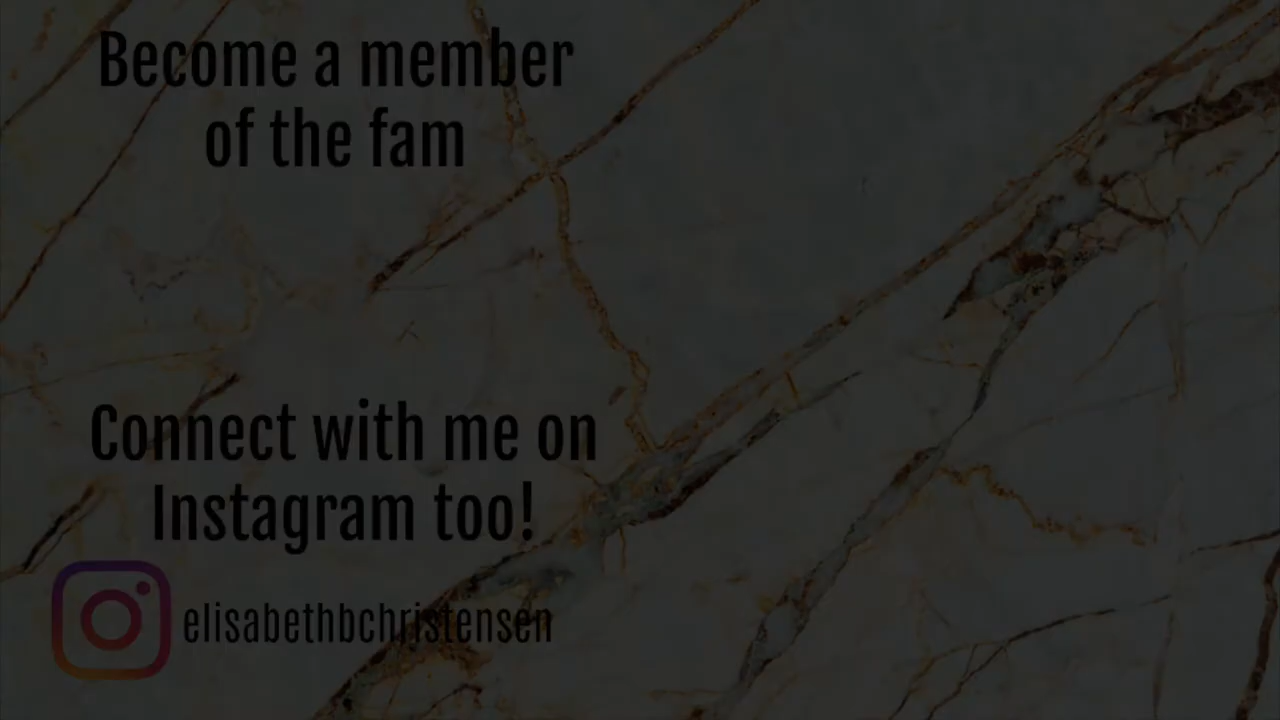 Become a member
of the fam
Connect with me on
Instagram too!
elisabethbchristensen